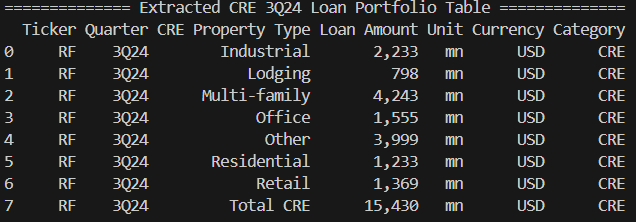 ============== Extracted CRE 3Q24 Loan Portfolio Table ==============
  Ticker Quarter CRE Property Type Loan Amount Unit Currency Category
0     RF    3Q24        Industrial       2,233   mn      USD      CRE
1     RF    3Q24           Lodging         798   mn      USD      CRE
2     RF    3Q24      Multi-family       4,243   mn      USD      CRE
3     RF    3Q24            Office       1,555   mn      USD      CRE
4     RF    3Q24             Other       3,999   mn      USD      CRE
5     RF    3Q24       Residential       1,233   mn      USD      CRE
6     RF    3Q24            Retail       1,369   mn      USD      CRE
7     RF    3Q24         Total CRE      15,430   mn      USD      CRE